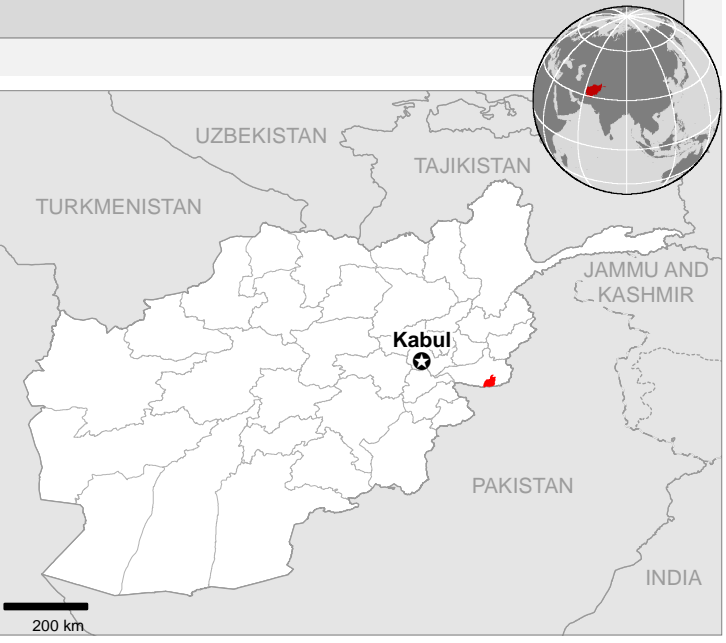 UZBEKISTAN
TAJIKISTAN
TURKMENISTAN
JAMMU AND
KASHMIR
Kabul
PAKISTAN
INDIA
200 km